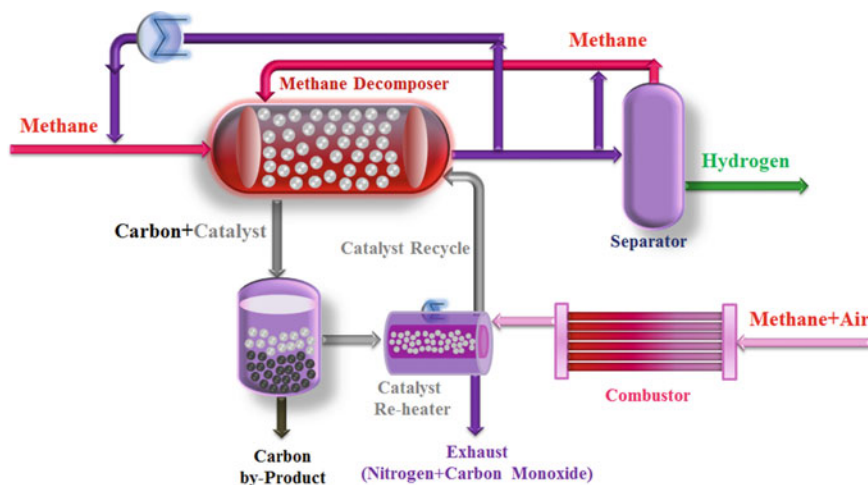 Methane
Methane Decomposer
Methane
Hydrogen
Separator
Carbon+Catalyst
Catalyst Recycle
Methane+Air
Catalyst
Re-heater
Combustor
Carbon
by-Product
Exhaust
(Nitrogen+Carbon Monoxide)